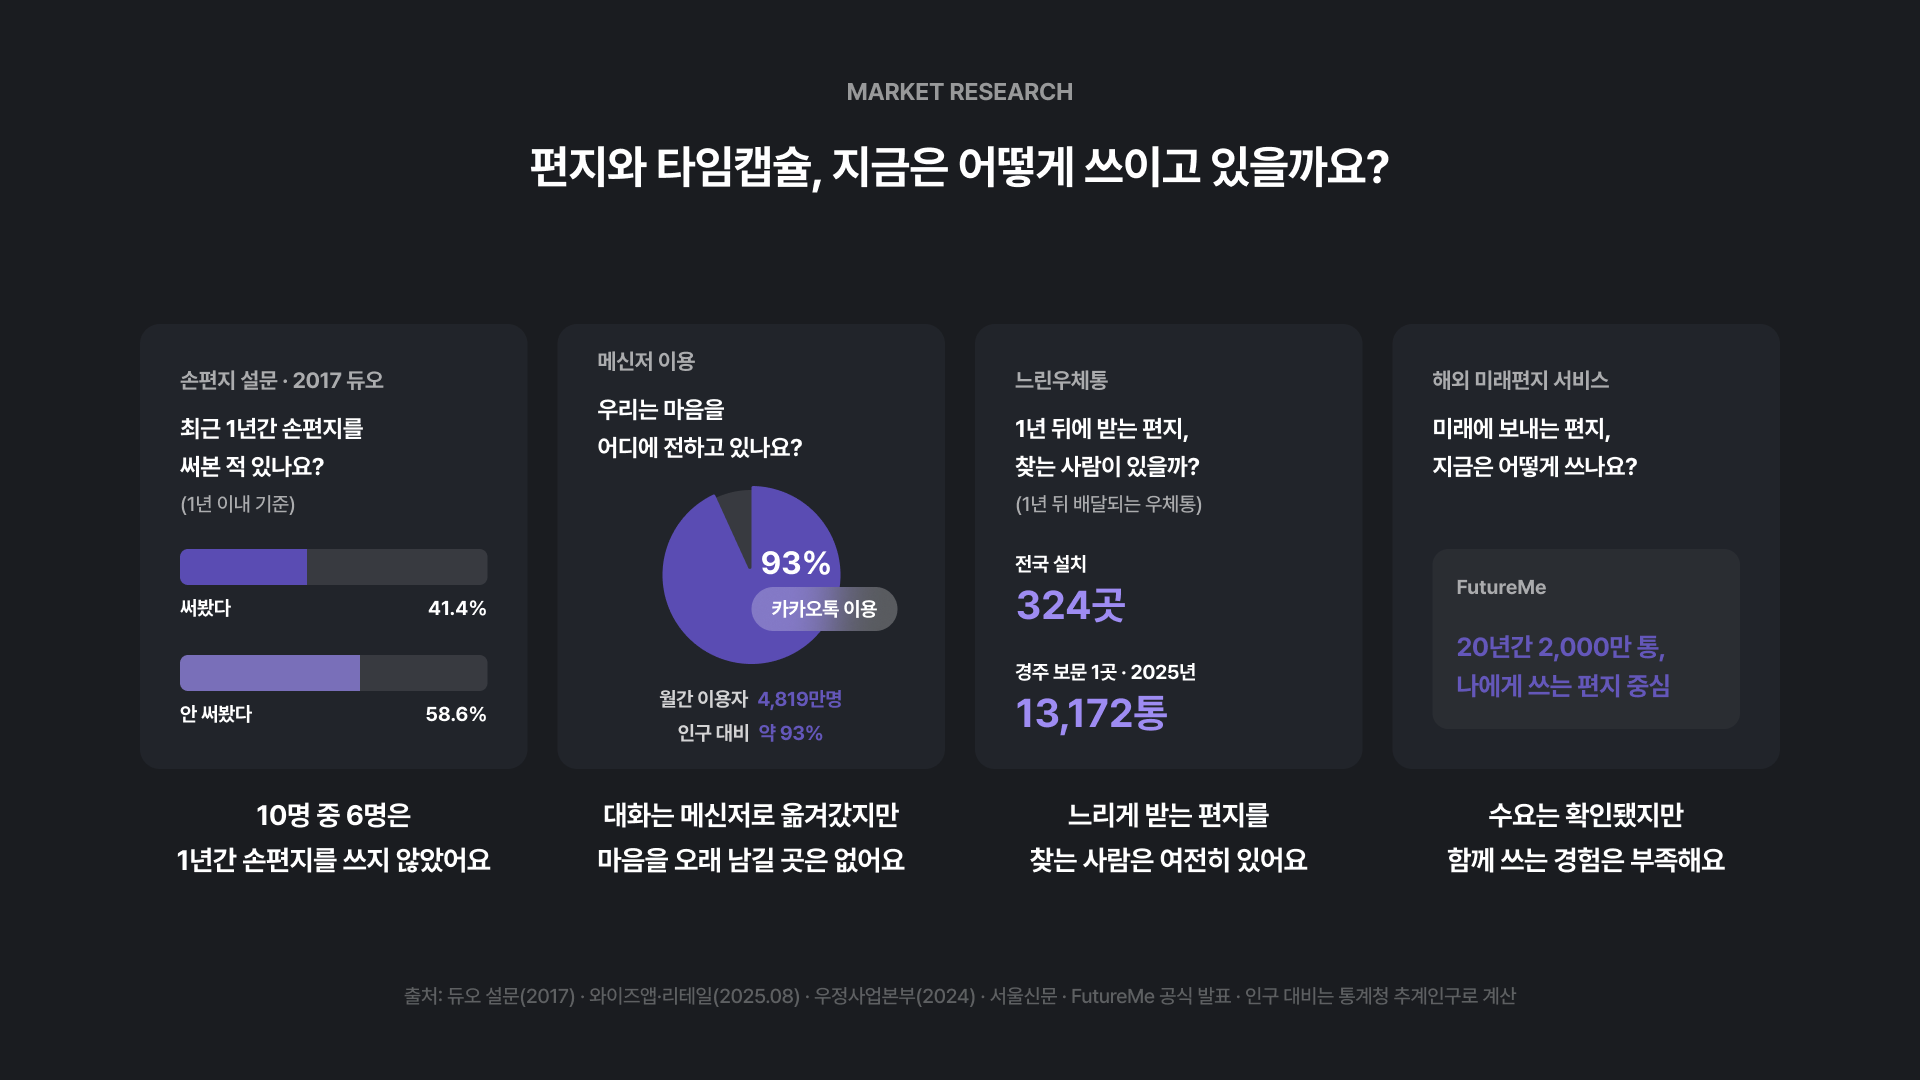 MARKET RESEARCH
편지와 타임캡슐, 지금은 어떻게 쓰이고 있을까요?
손편지 설문 · 2017 듀오
최근 1년간 손편지를
써본 적 있나요?
(1년 이내 기준)
써봤다 41.4%
안 써봤다 58.6%
10명 중 6명은
1년간 손편지를 쓰지 않았어요
메신저 이용
우리는 마음을
어디에 전하고 있나요?
93%
카카오톡 이용
월간 이용자 4,819만명
인구 대비 약 93%
대화는 메신저로 옮겨갔지만
마음을 오래 남길 곳은 없어요
느린우체통
1년 뒤에 받는 편지,
찾는 사람이 있을까?
(1년 뒤 배달되는 우체통)
전국 설치
324곳
경주 보문 1곳 · 2025년
13,172통
느리게 받는 편지를
찾는 사람은 여전히 있어요
해외 미래편지 서비스
미래에 보내는 편지,
지금은 어떻게 쓰나요?
FutureMe
20년간 2,000만 통,
나에게 쓰는 편지 중심
수요는 확인됐지만
함께 쓰는 경험은 부족해요
출처: 듀오 설문(2017) · 와이즈앱·리테일(2025.08) · 우정사업본부(2024) · 서울신문 · FutureMe 공식 발표 · 인구 대비는 통계청 추계인구로 계산